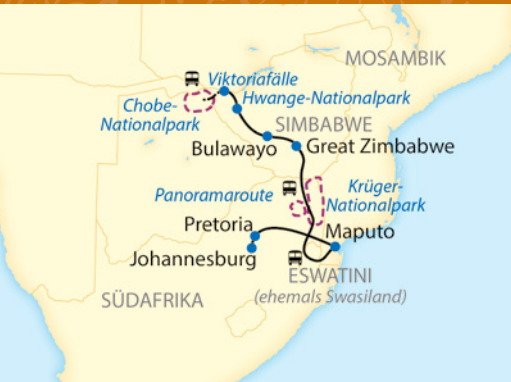 MOSAMBIK
Viktoriafälle
Chobe-
Nationalpark
Hwange-Nationalpark
SIMBABWE
Bulawayo
Great Zimbabwe
Panoramaroute
Krüger-
Nationalpark
Pretoria
Maputo
Johannesburg
ESWATINI
(ehemals Swasiland)
SÜDAFRIKA